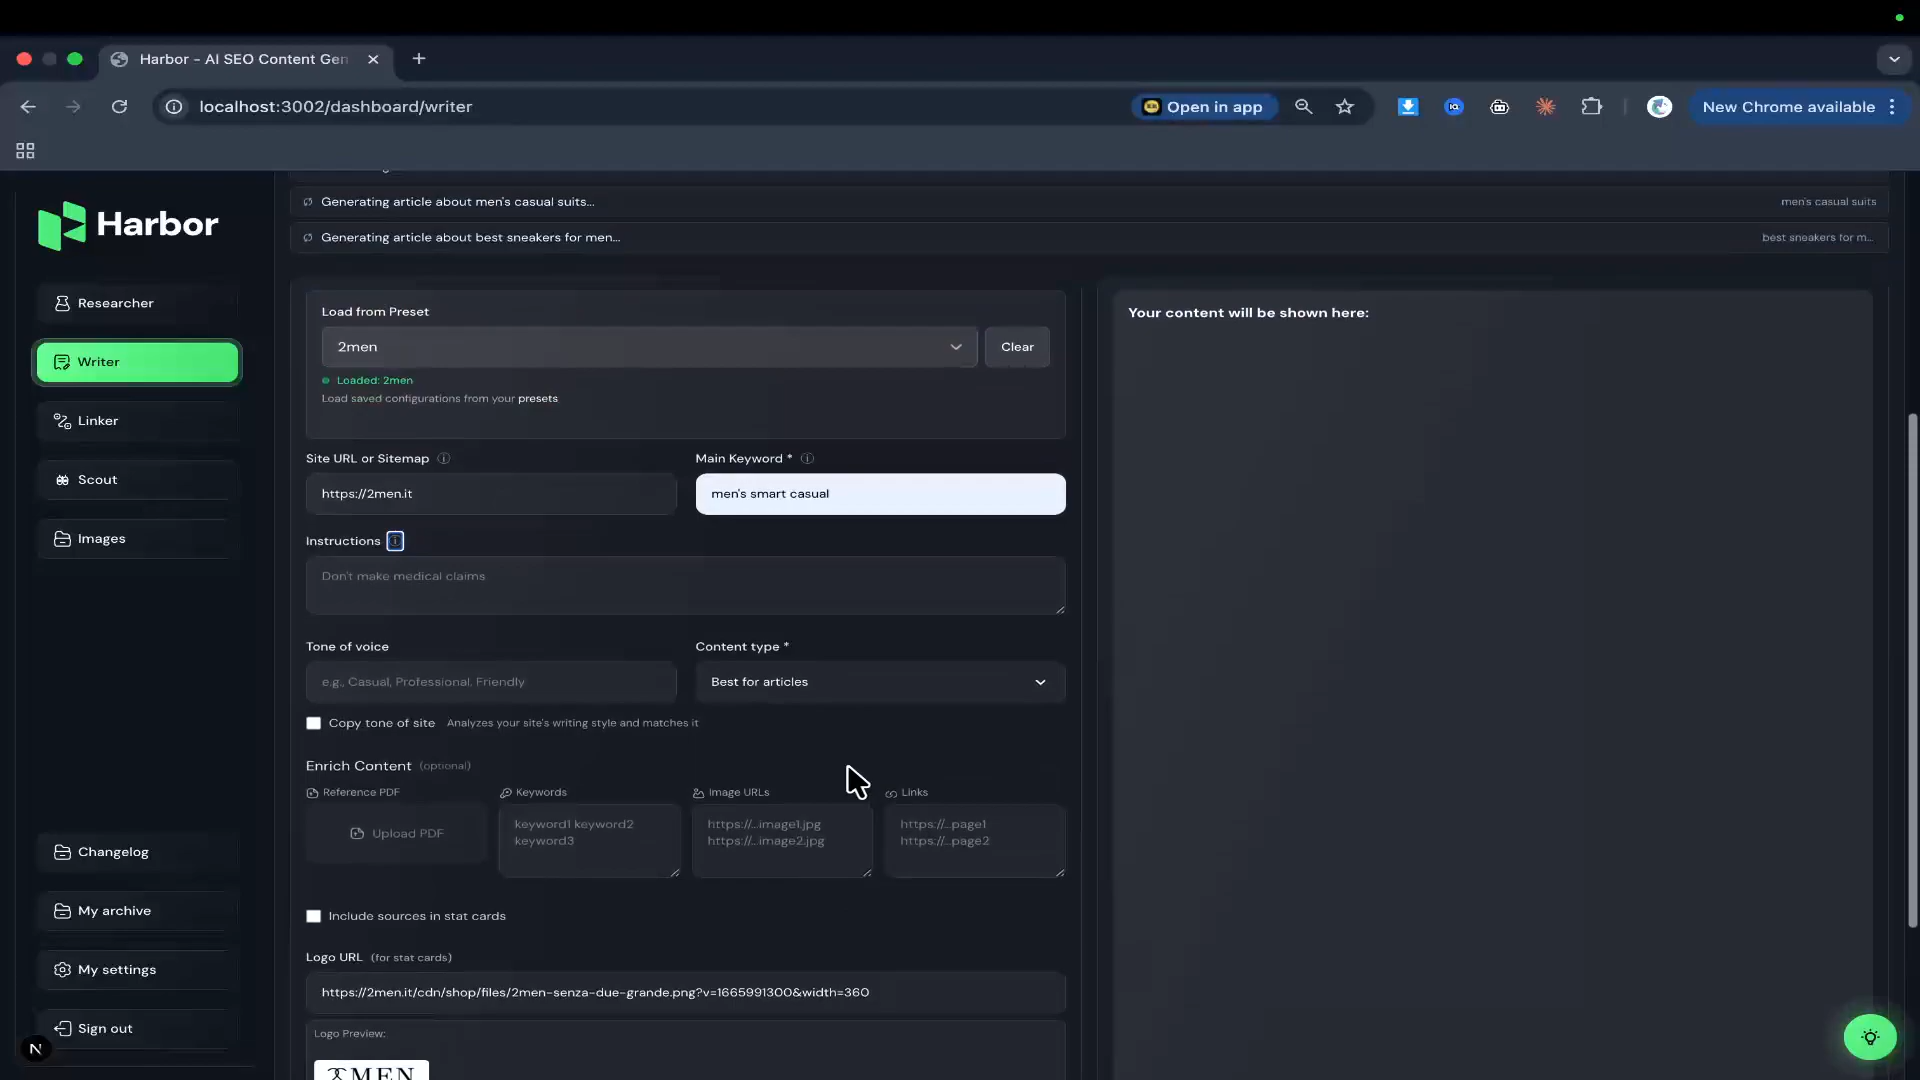 Harbor - AI SEO Content Gen
localhost:3002/dashboard/writer
Open in app
New Chrome available
Harbor
Researcher
Writer
Linker
Scout
Images
Changelog
My archive
My settings
Sign out
N
Generating article about men's casual suits...
men's casual suits
Generating article about best sneakers for men...
best sneakers for m...
Load from Preset
2men
Clear
Loaded: 2men
Load saved configurations from your presets
Site URL or Sitemap
Main Keyword *
https://2men.it
men's smart casual
Instructions
Don't make medical claims
Tone of voice
Content type *
e.g., Casual, Professional, Friendly
Best for articles
Copy tone of site Analyzes your site's writing style and matches it
Enrich Content (optional)
Reference PDF
Keywords
Image URLs
Links
Upload PDF
keyword1 keyword2
keyword3
https://...image1.jpg
https://...image2.jpg
https://...page1
https://...page2
Include sources in stat cards
Logo URL (for stat cards)
https://2men.it/cdn/shop/files/2men-senza-due-grande.png?v=1665991300&width=360
Logo Preview:
2MEN
Your content will be shown here: